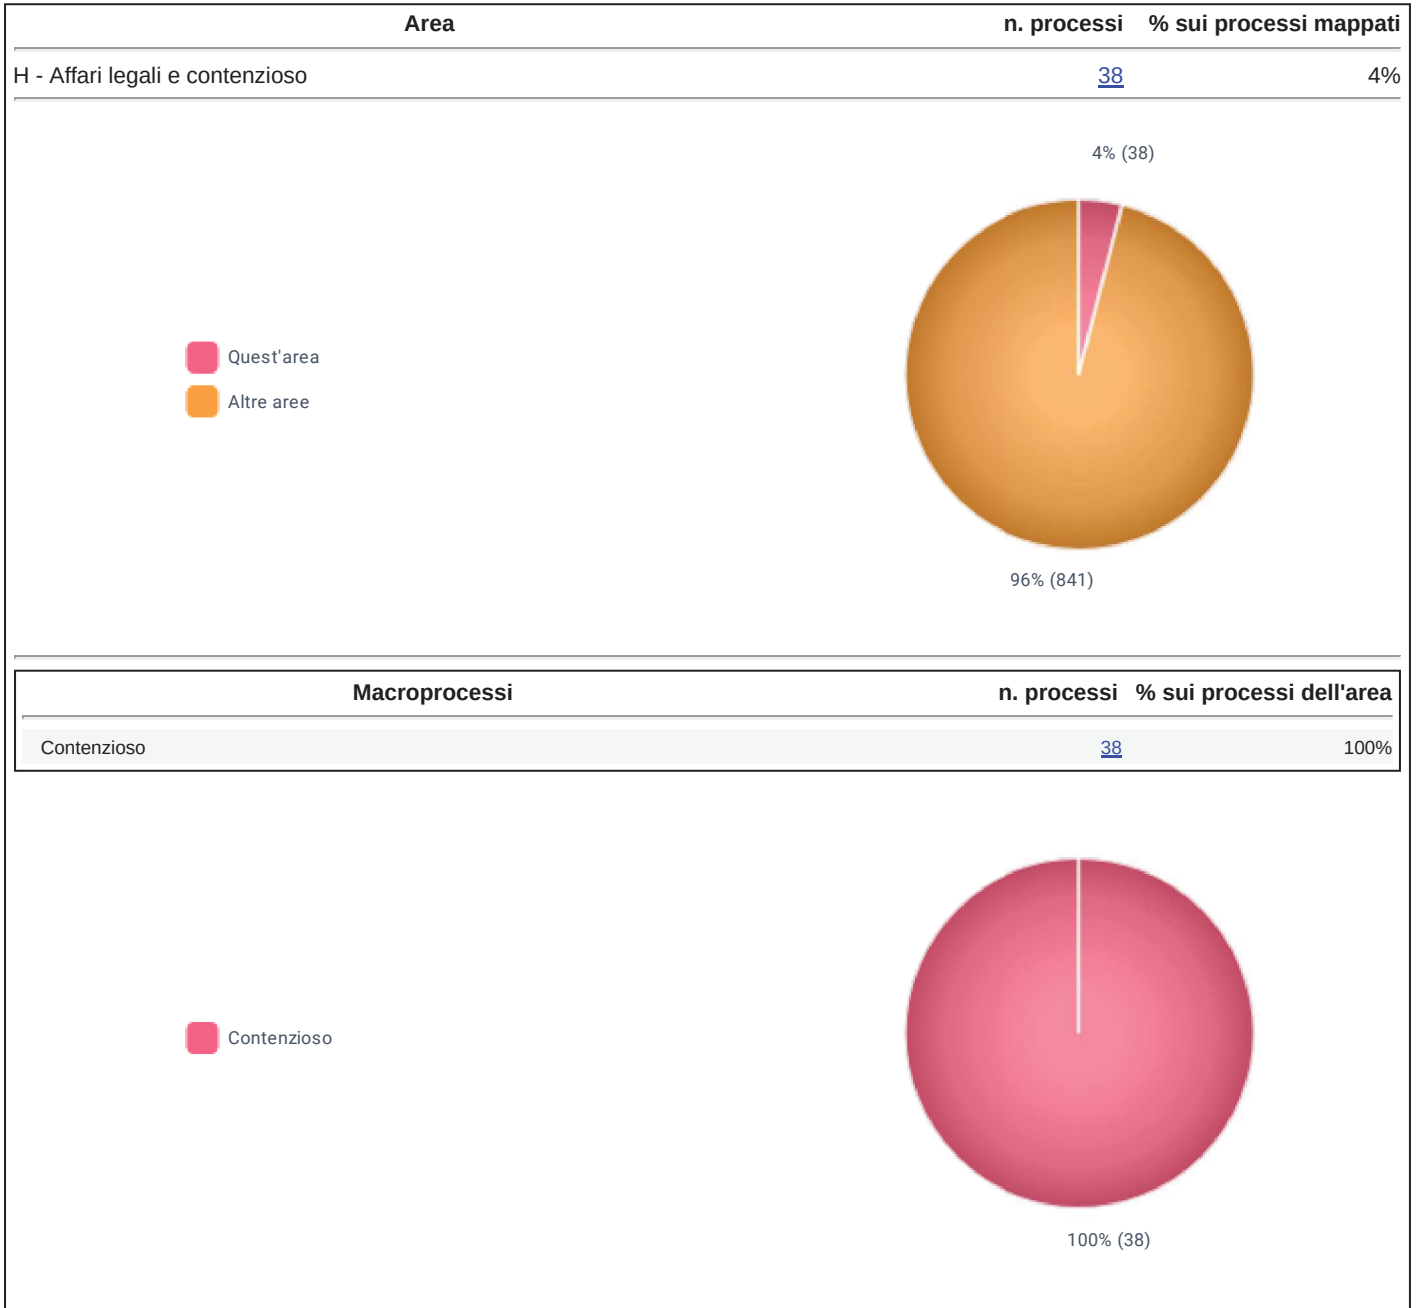 Area n. processi % sui processi mappati
H - Affari legali e contenzioso 38 4%
4% (38)
Quest'area
Altre aree
96% (841)
Macroprocessi n. processi % sui processi dell'area
Contenzioso 38 100%
Contenzioso
100% (38)